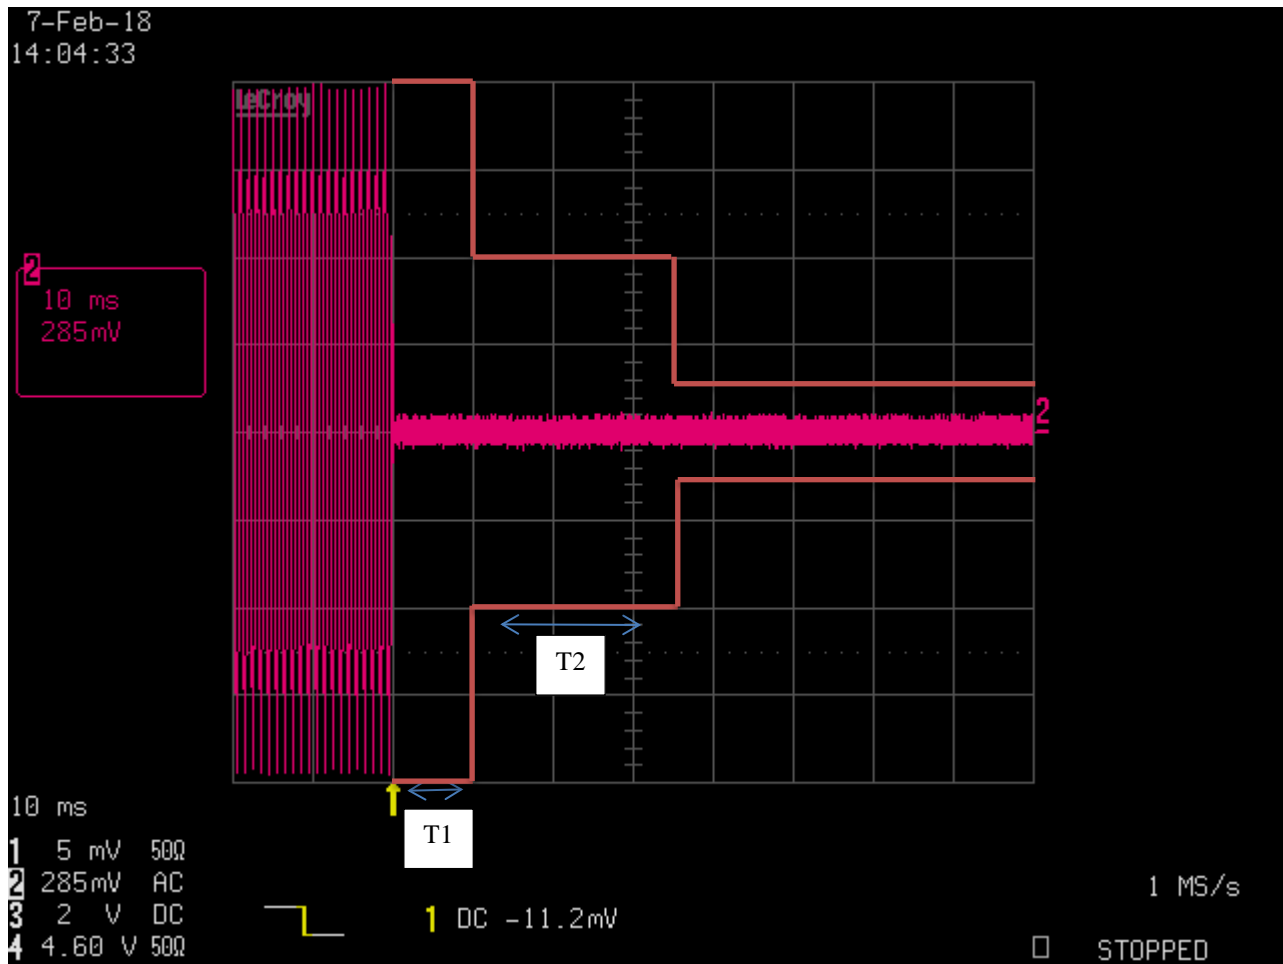 7-Feb-18
14:04:33
LeCroy
2
10 ms
285mV
2
T2
T1
10 ms
1 5 mV 50Ω
2 285mV AC
3 2 V DC
4 4.60 V 50Ω
1 DC -11.2mV
1 MS/s
STOPPED